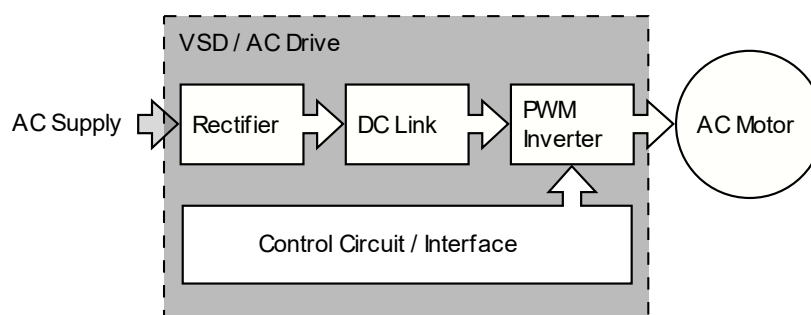 VSD / AC Drive
AC Supply
Rectifier
DC Link
PWM
Inverter
AC Motor
Control Circuit / Interface